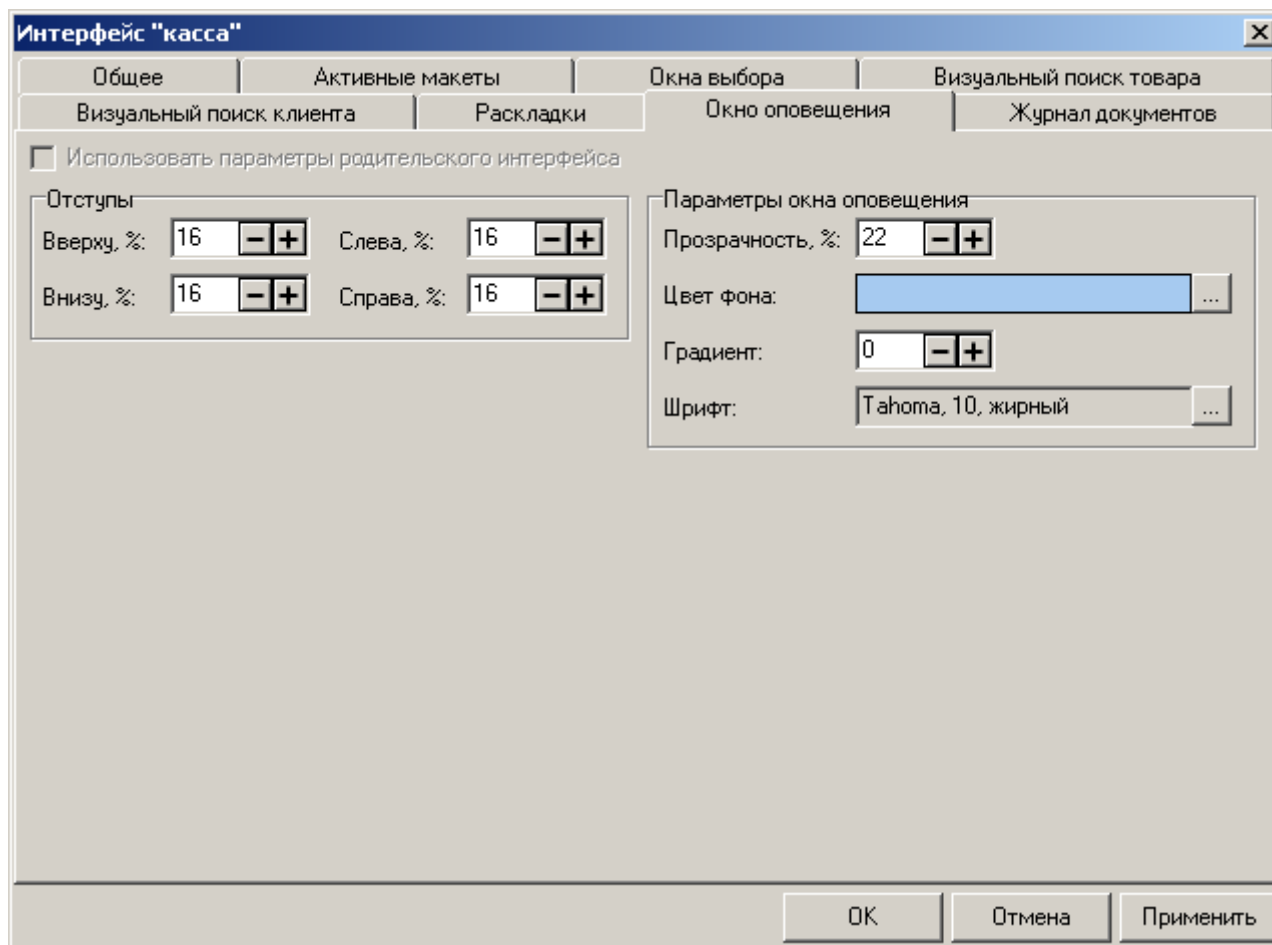 Интерфейс "касса"
Общее Активные макеты Окна выбора Визуальный поиск товара
Визуальный поиск клиента Раскладки Окно оповещения Журнал документов
Использовать параметры родительского интерфейса
Отступы
Вверху, %: 16 Слева, %: 16
Внизу, %: 16 Справа, %: 16
Параметры окна оповещения
Прозрачность, %: 22
Цвет фона: ...
Градиент: 0
Шрифт: Tahoma, 10, жирный ...
OK Отмена Применить